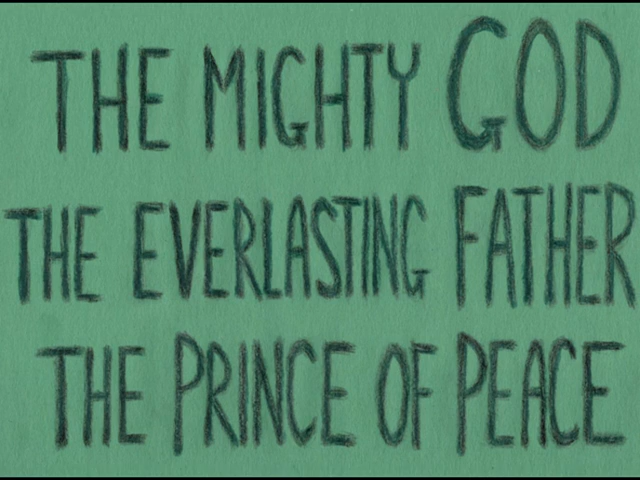 THE MIGHTY GOD
THE EVERLASTING FATHER
THE PRINCE OF PEACE